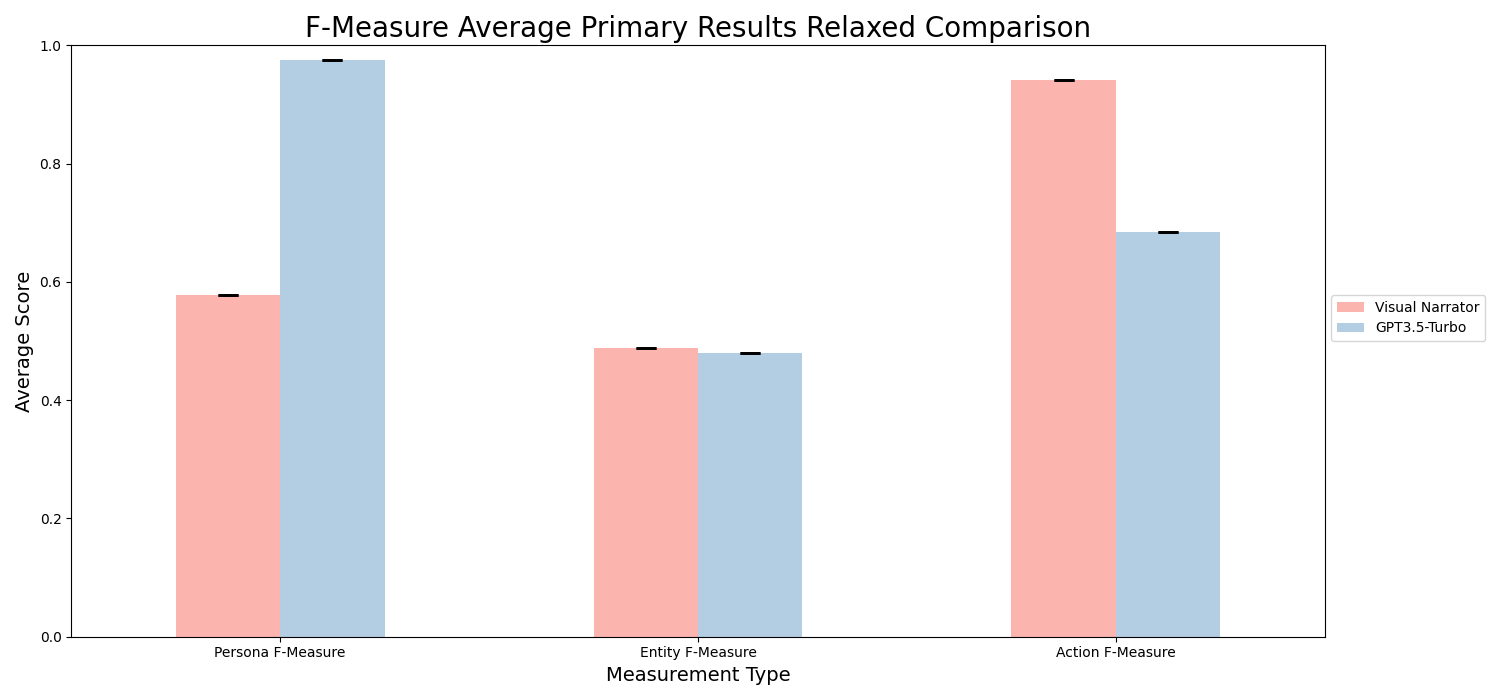 F-Measure Average Primary Results Relaxed Comparison
1.0
0.8
0.6
0.4
0.2
0.0
Average Score
Persona F-Measure
Entity F-Measure
Action F-Measure
Measurement Type
Visual Narrator
GPT3.5-Turbo